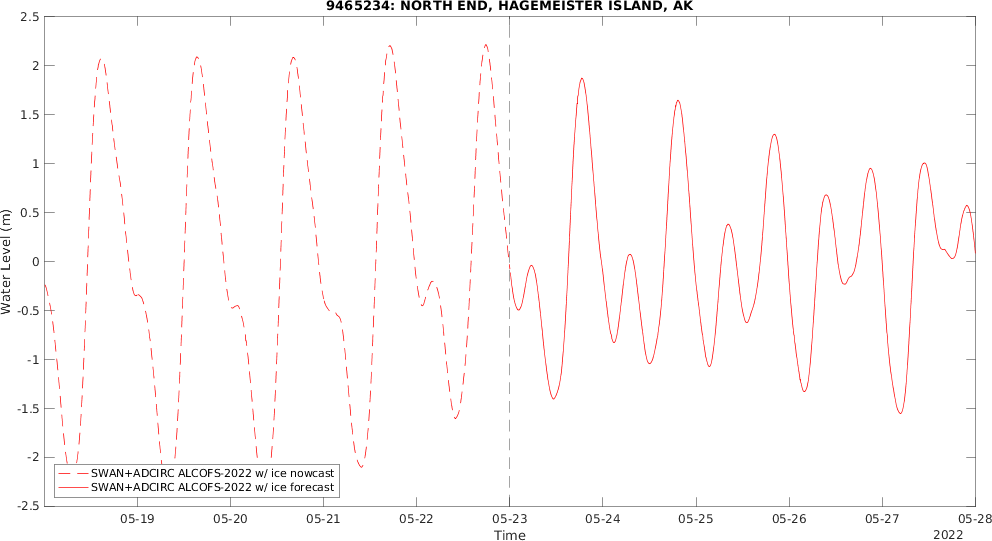 9465234: NORTH END, HAGEMEISTER ISLAND, AK
2.5
2
1.5
1
0.5
0
-0.5
-1
-1.5
-2
-2.5
Water Level (m)
SWAN+ADCIRC ALCOFS-2022 w/ ice nowcast
SWAN+ADCIRC ALCOFS-2022 w/ ice forecast
05-19 05-20 05-21 05-22 05-23 05-24 05-25 05-26 05-27 05-28
Time
2022